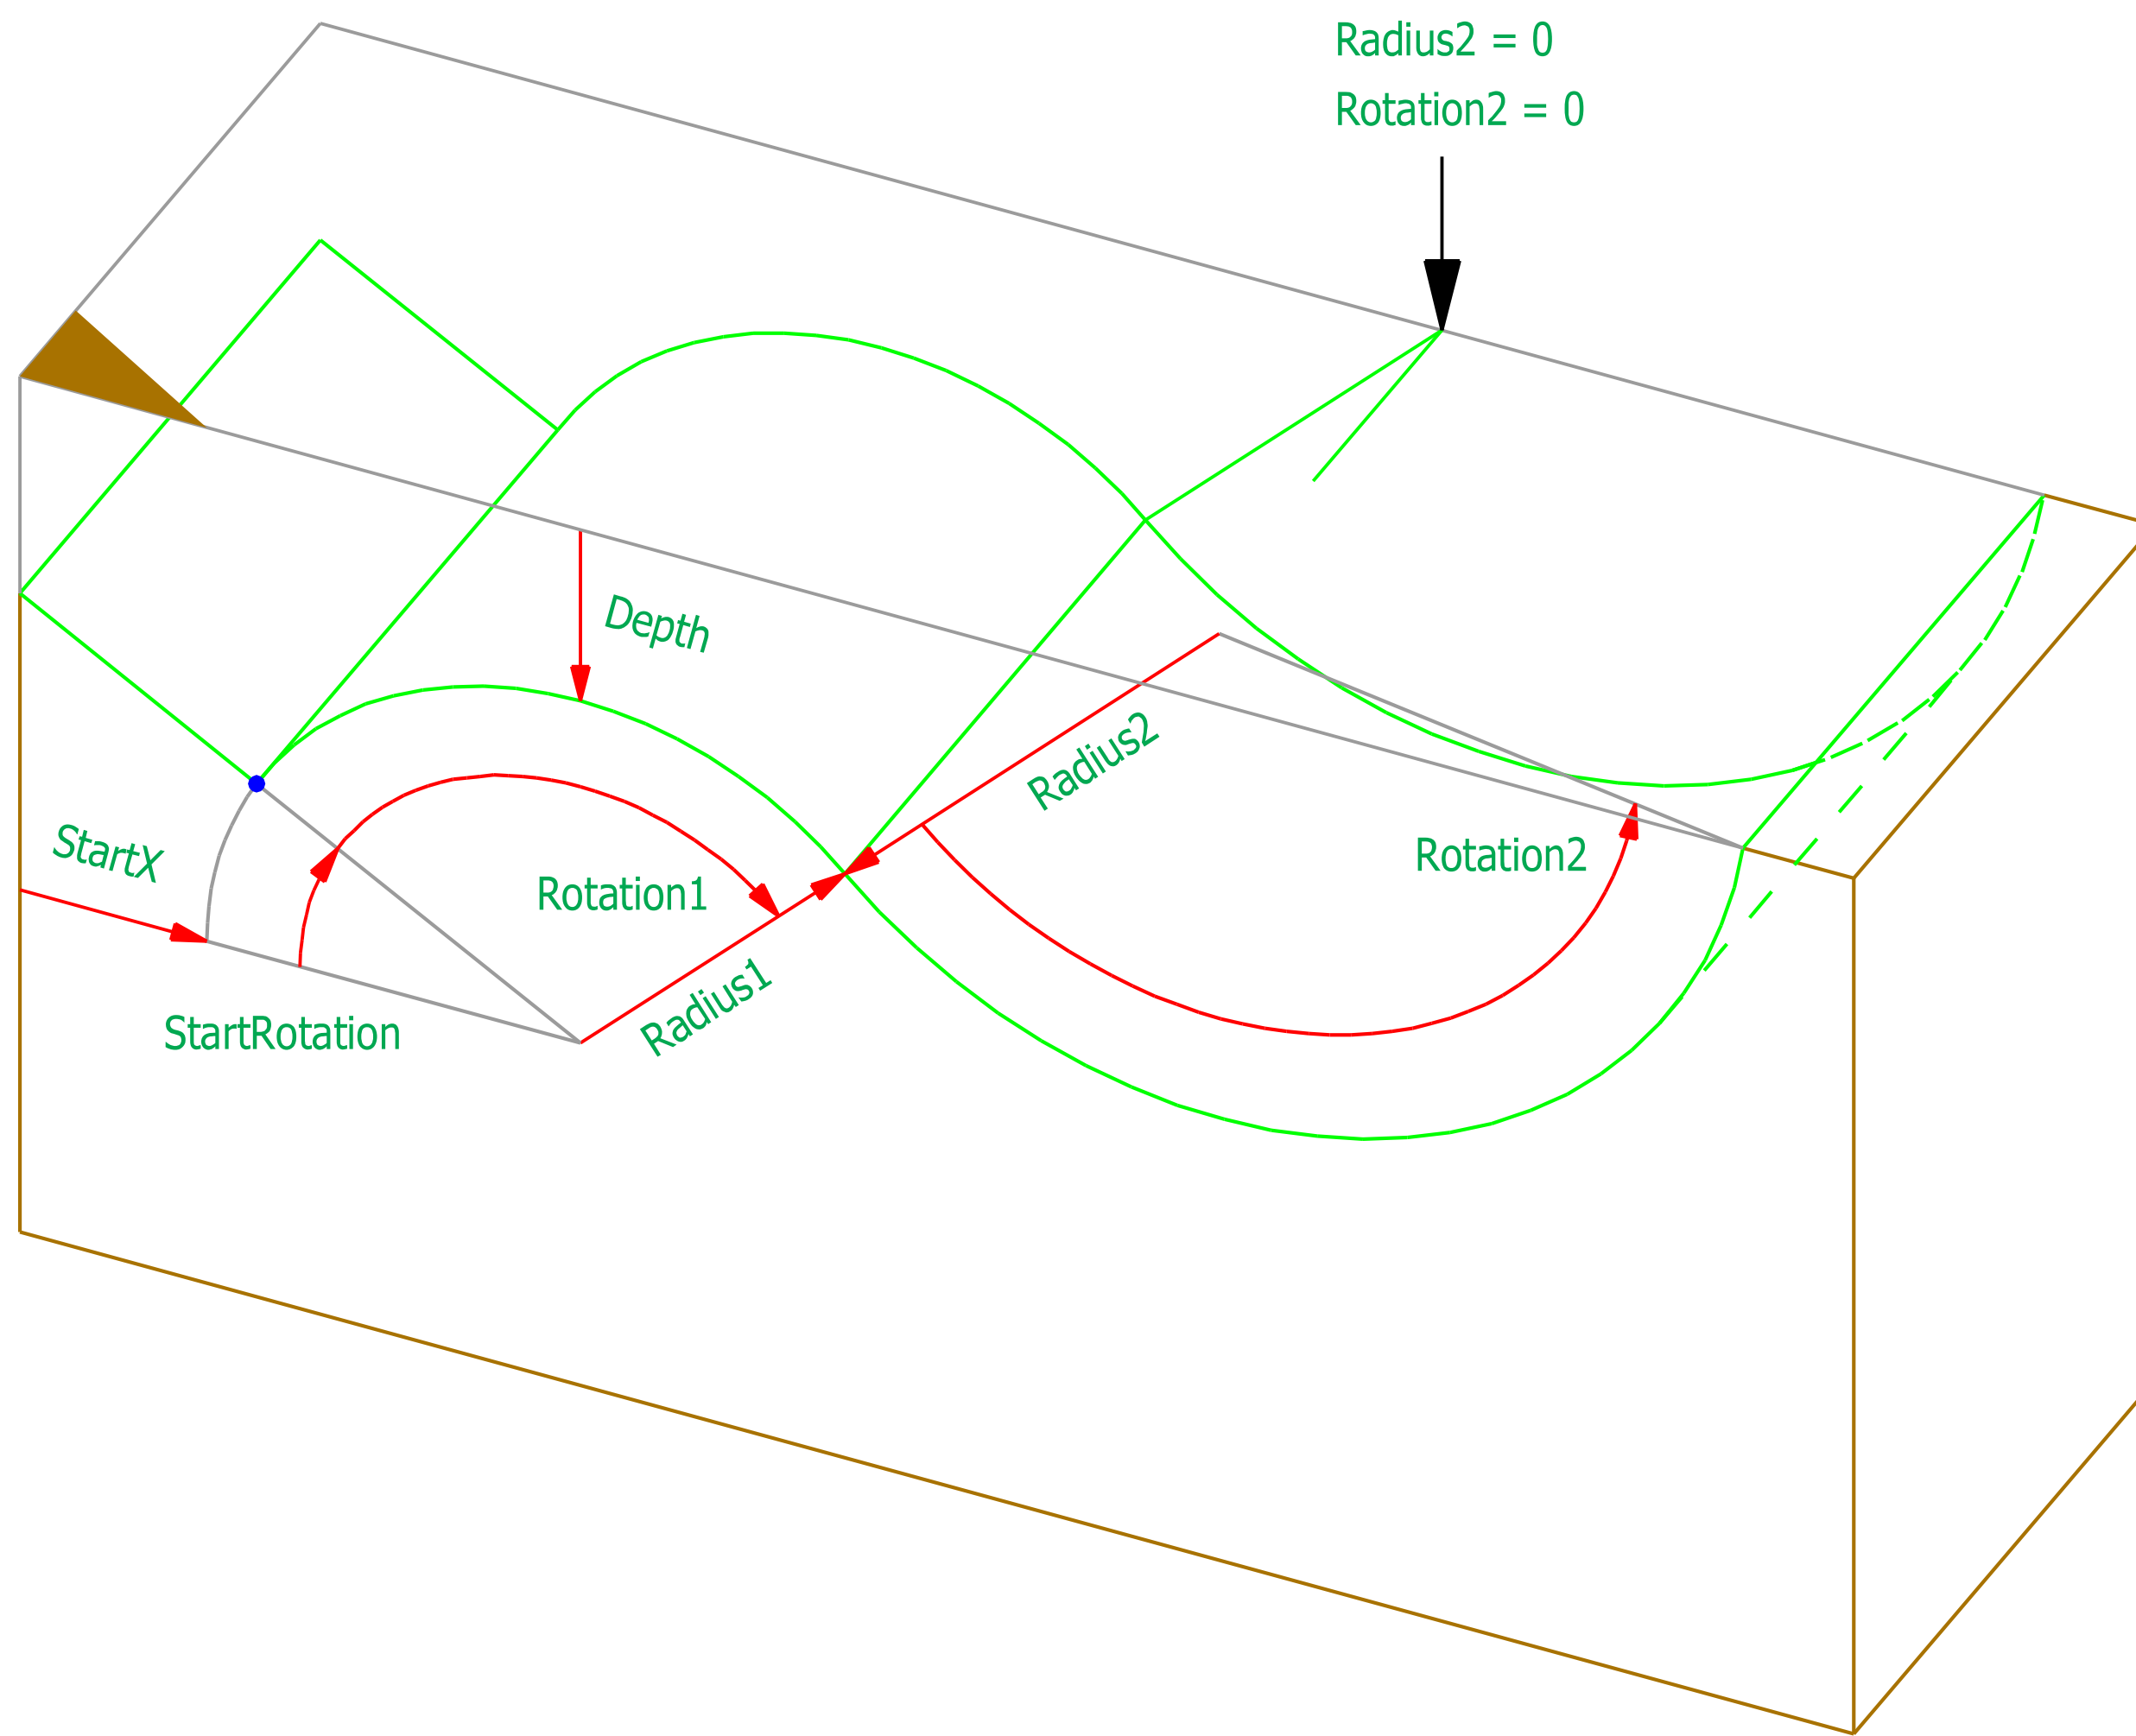 Radius2 = 0
Rotation2 = 0
Depth
Radius2
StartX
Rotation1
Rotation2
Radius1
StartRotation